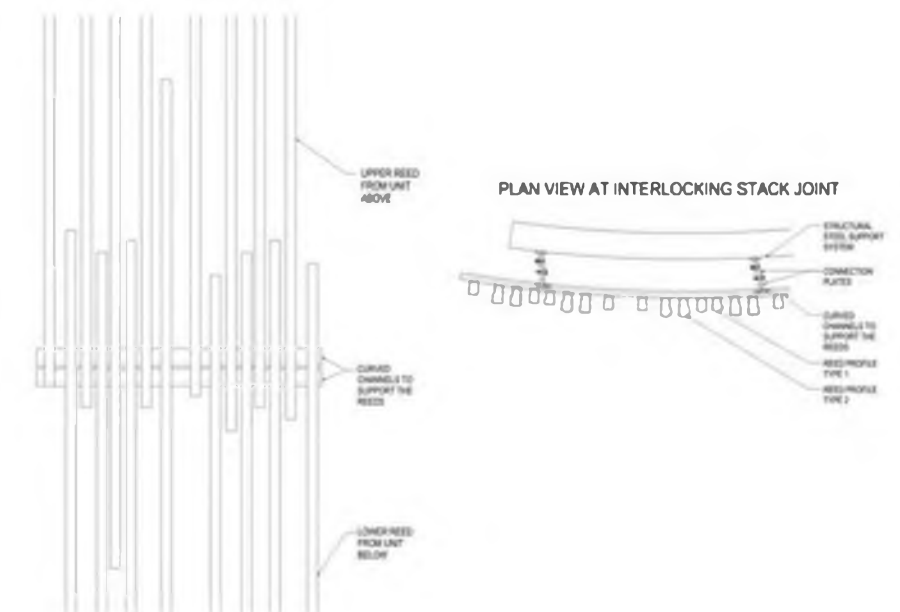 UPPER REED
FROM UNIT
ABOVE
CURVED
CHANNELS TO
SUPPORT THE
REEDS
LOWER REED
FROM UNIT
BELOW
PLAN VIEW AT INTERLOCKING STACK JOINT
STRUCTURAL
STEEL SUPPORT
SYSTEM
CONNECTION
PLATES
CURVED
CHANNELS TO
SUPPORT THE
REEDS
REED PROFILE
TYPE 1
REED PROFILE
TYPE 2